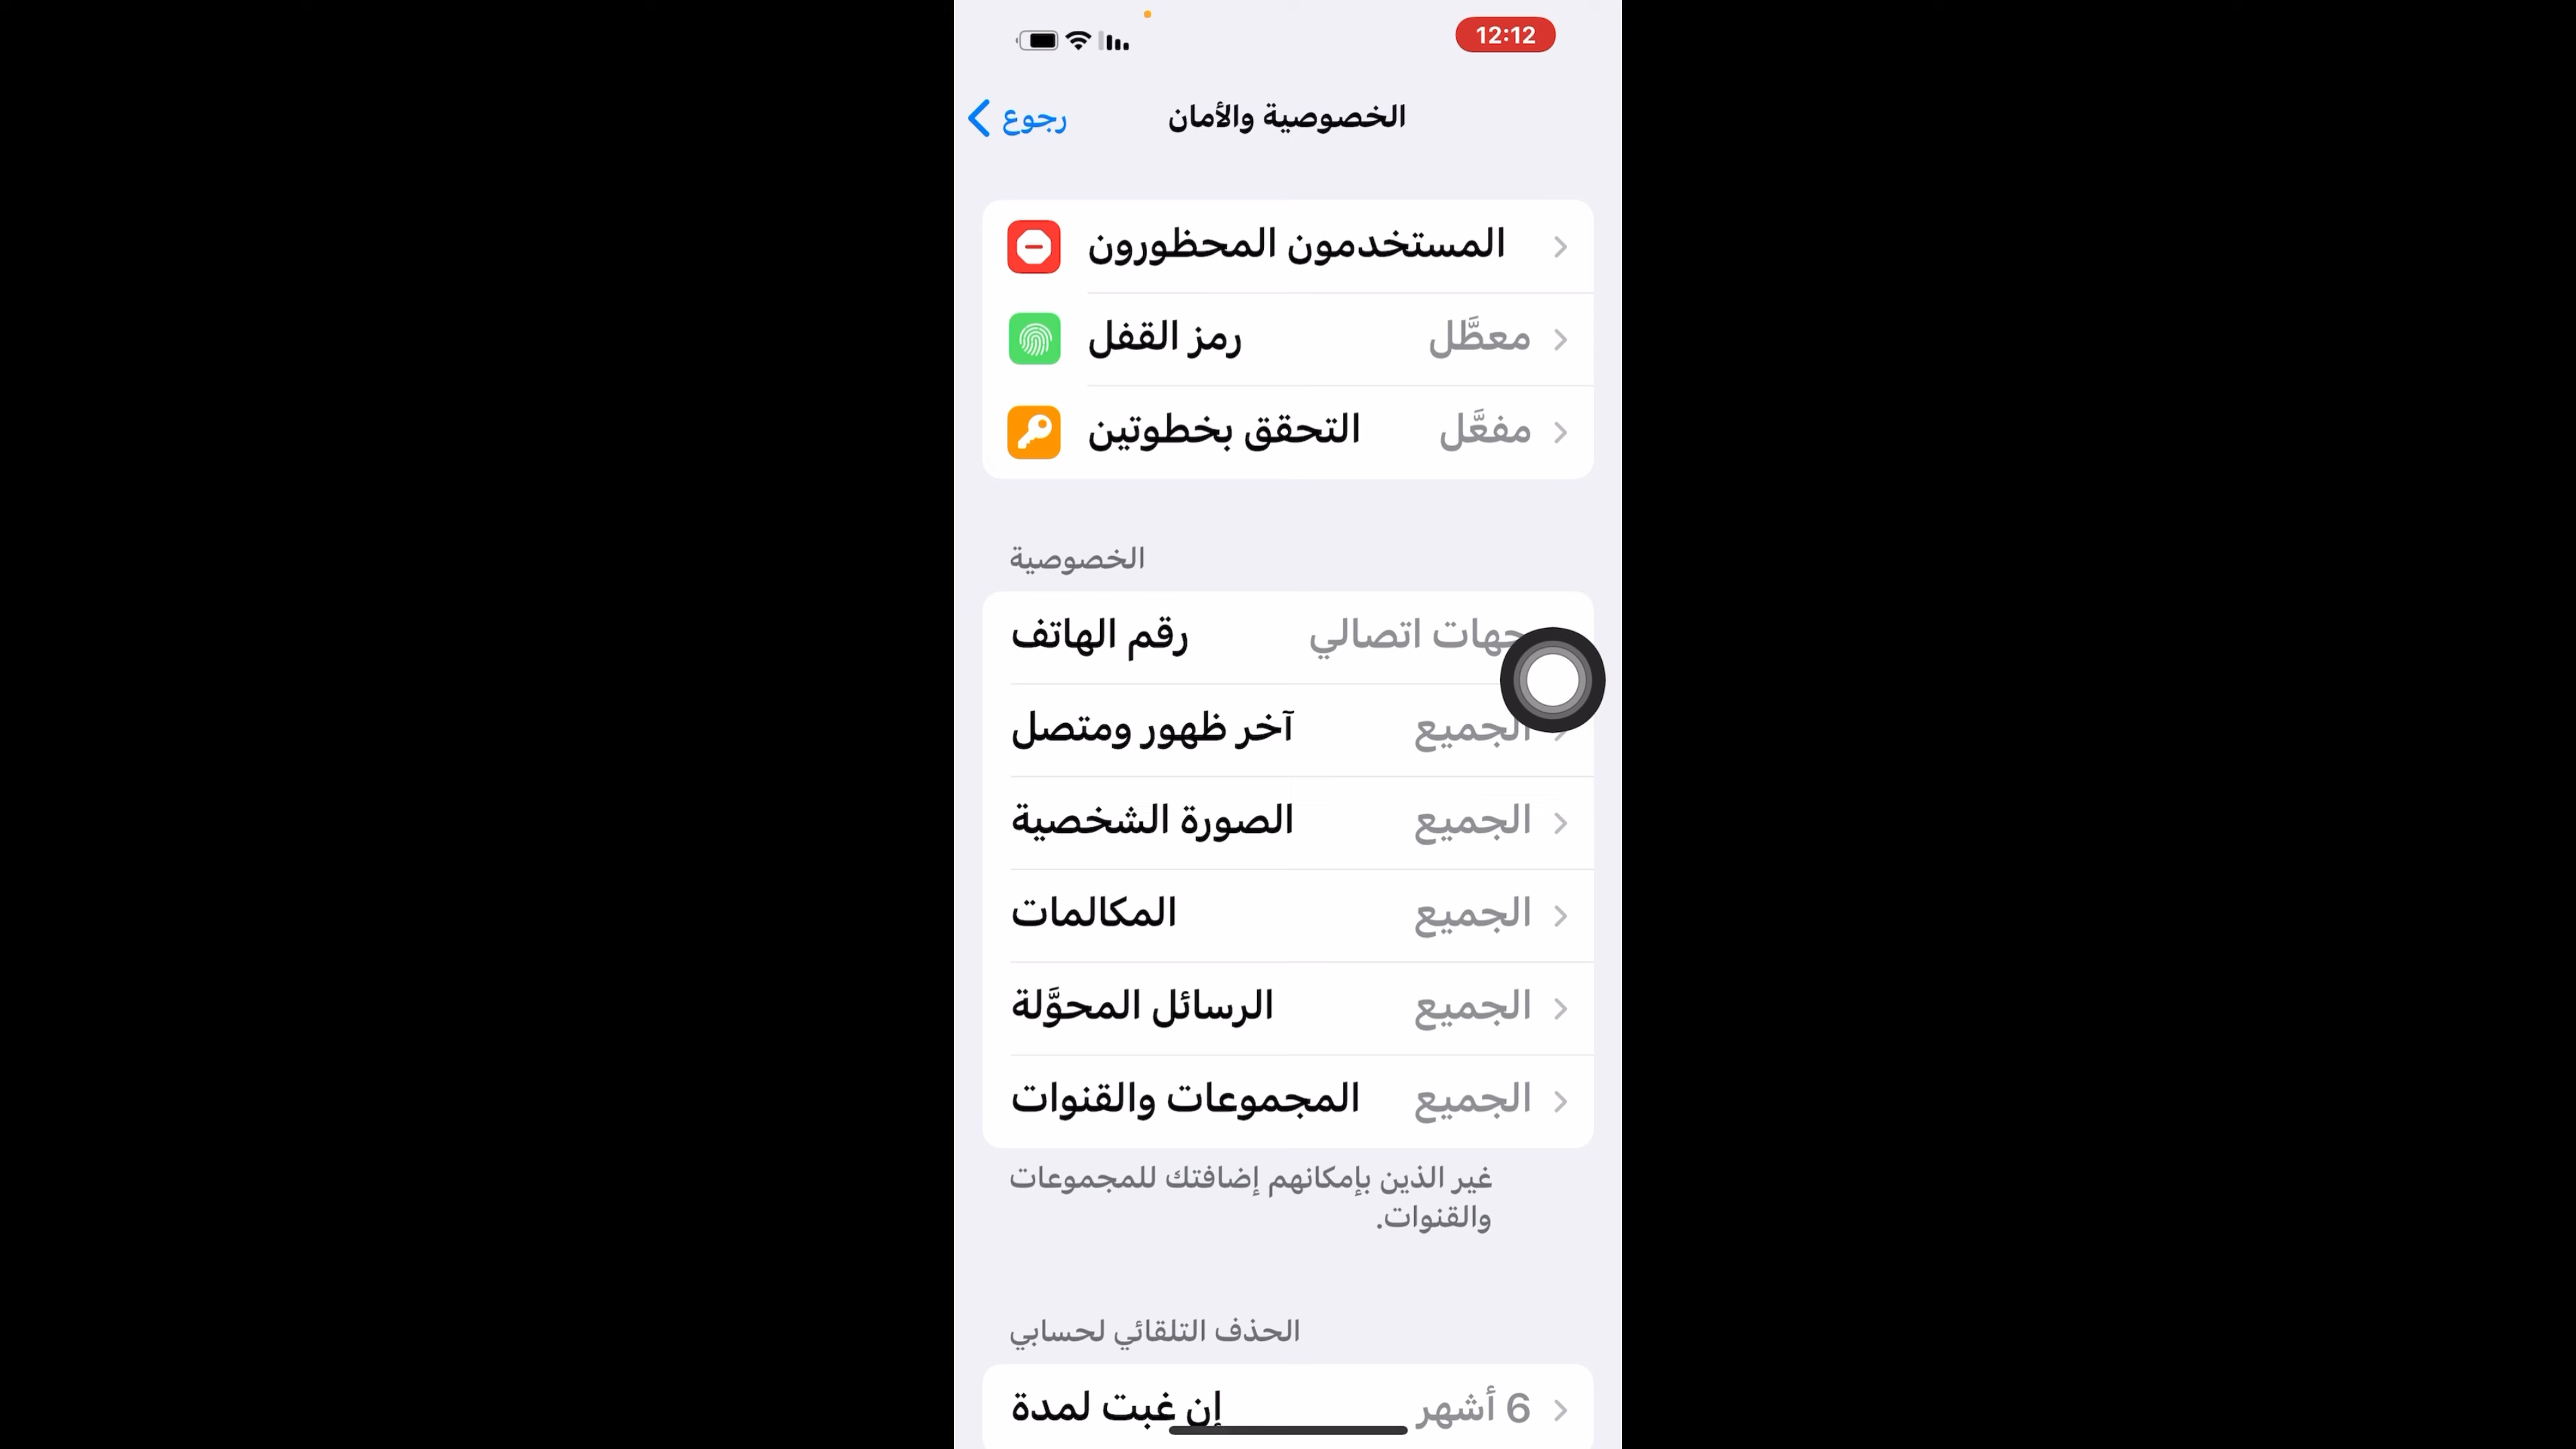 12:12
رجوع
الخصوصية والأمان
المستخدمون المحظورون
رمز القفل معطَّل
التحقق بخطوتين مفعَّل
الخصوصية
رقم الهاتف جهات اتصالي
آخر ظهور ومتصل الجميع
الصورة الشخصية الجميع
المكالمات الجميع
الرسائل المحوَّلة الجميع
المجموعات والقنوات الجميع
غير الذين بإمكانهم إضافتك للمجموعات
والقنوات.
الحذف التلقائي لحسابي
إن غبت لمدة 6 أشهر